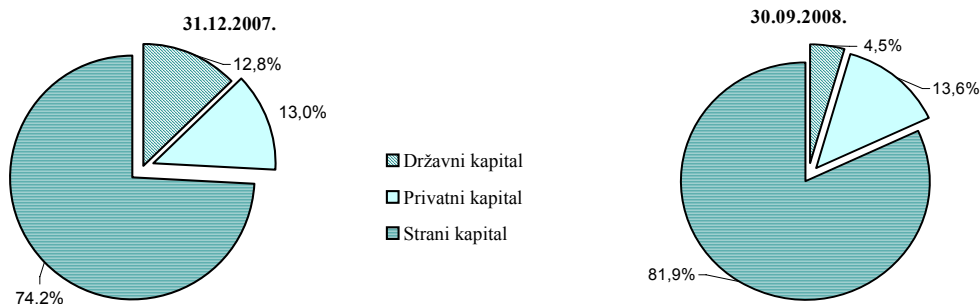 31.12.2007.
12,8%
13,0%
74,2%
Državni kapital
Privatni kapital
Strani kapital
30.09.2008.
4,5%
13,6%
81,9%